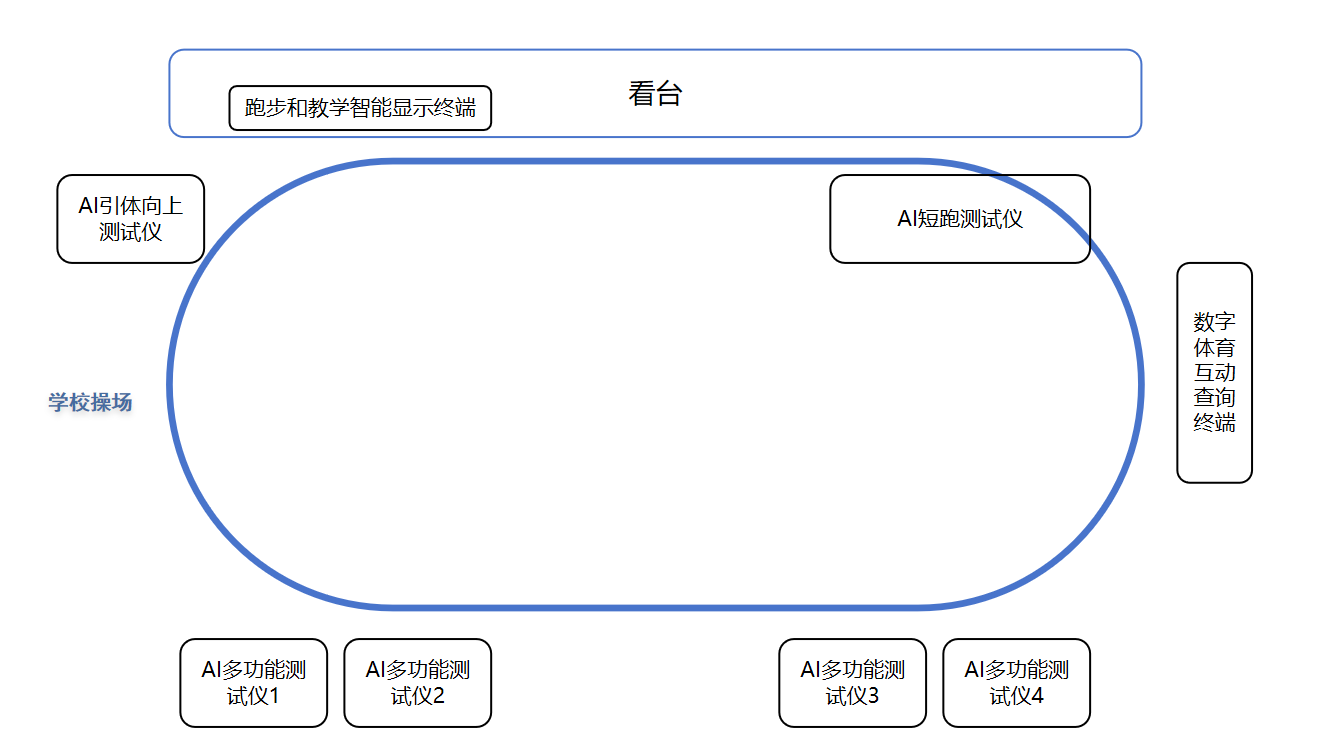 看台
跑步和教学智能显示终端
AI引体向上
测试仪
AI短跑测试仪
数字
体育
互动
查询
终端
学校操场
AI多功能测
试仪1
AI多功能测
试仪2
AI多功能测
试仪3
AI多功能测
试仪4